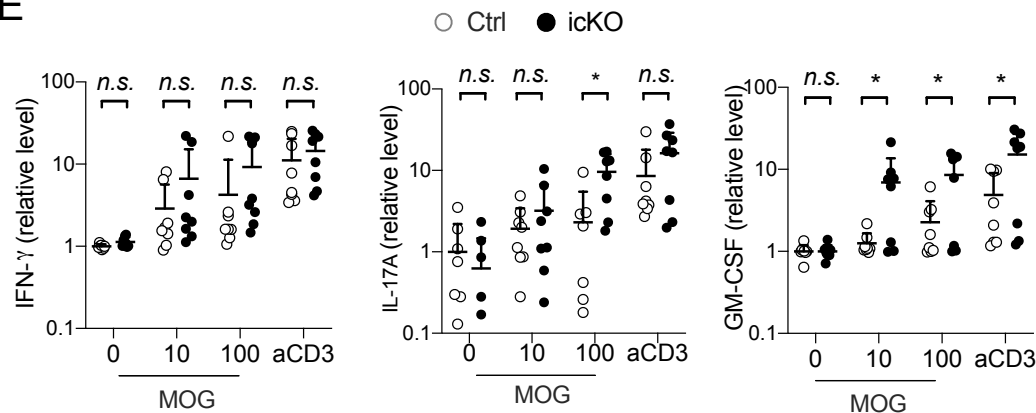 E
Ctrl icKO
IFN-γ (relative level)
100
10
1
0.1
n.s. n.s. n.s. n.s.
0 10 100 aCD3
MOG
IL-17A (relative level)
100
10
1
0.1
n.s. n.s. * n.s.
0 10 100 aCD3
MOG
GM-CSF (relative level)
100
10
1
0.1
n.s. * * *
0 10 100 aCD3
MOG